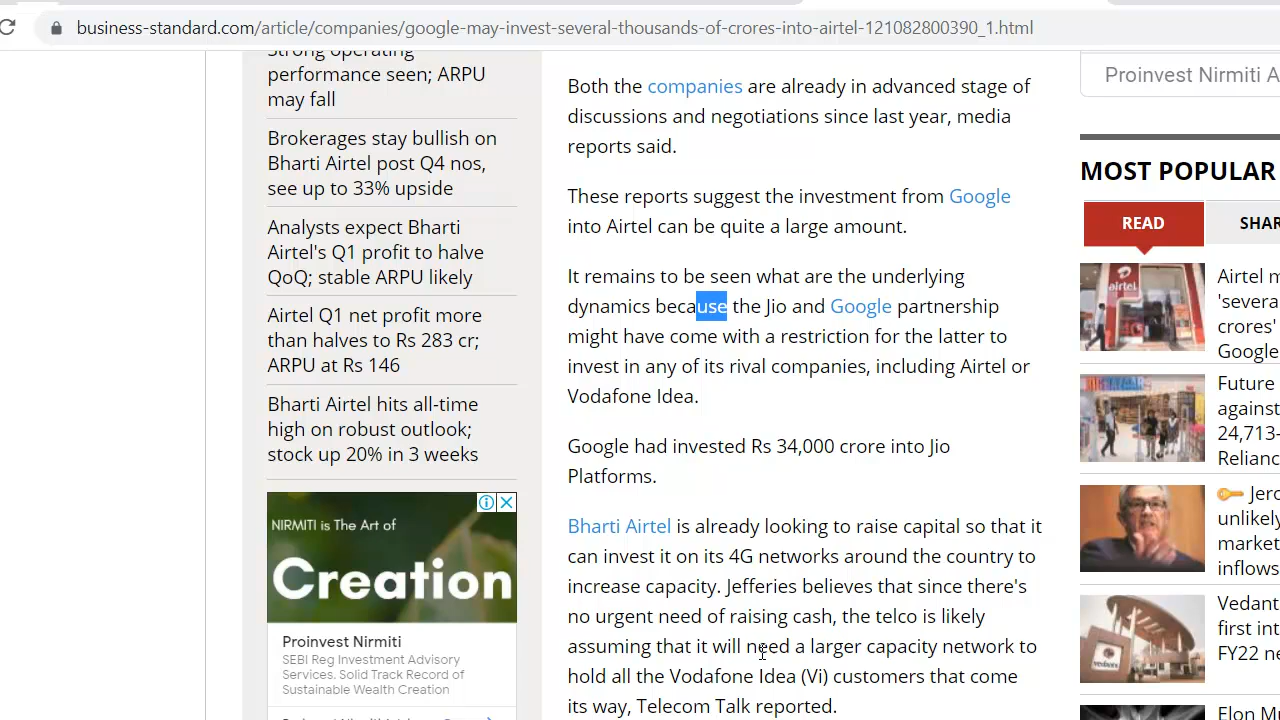 business-standard.com/article/companies/google-may-invest-several-thousands-of-crores-into-airtel-121082800390_1.html
Strong operating
performance seen; ARPU
may fall
Brokerages stay bullish on
Bharti Airtel post Q4 nos,
see up to 33% upside
Analysts expect Bharti
Airtel's Q1 profit to halve
QoQ; stable ARPU likely
Airtel Q1 net profit more
than halves to Rs 283 cr;
ARPU at Rs 146
Bharti Airtel hits all-time
high on robust outlook;
stock up 20% in 3 weeks
NIRMITI is The Art of
Creation
Proinvest Nirmiti
SEBI Reg Investment Advisory
Services. Solid Track Record of
Sustainable Wealth Creation
Both the companies are already in advanced stage of
discussions and negotiations since last year, media
reports said.
These reports suggest the investment from Google
into Airtel can be quite a large amount.
It remains to be seen what are the underlying
dynamics because the Jio and Google partnership
might have come with a restriction for the latter to
invest in any of its rival companies, including Airtel or
Vodafone Idea.
Google had invested Rs 34,000 crore into Jio
Platforms.
Bharti Airtel is already looking to raise capital so that it
can invest it on its 4G networks around the country to
increase capacity. Jefferies believes that since there's
no urgent need of raising cash, the telco is likely
assuming that it will need a larger capacity network to
hold all the Vodafone Idea (Vi) customers that come
its way, Telecom Talk reported.
Proinvest Nirmiti A
MOST POPULAR
READ
SHAR
airtel
Airtel m
'severa
crores'
Google
Future
against
24,713-
Relianc
Jero
unlikely
market
inflows
Vedant
first int
FY22 ne
Elon Mu